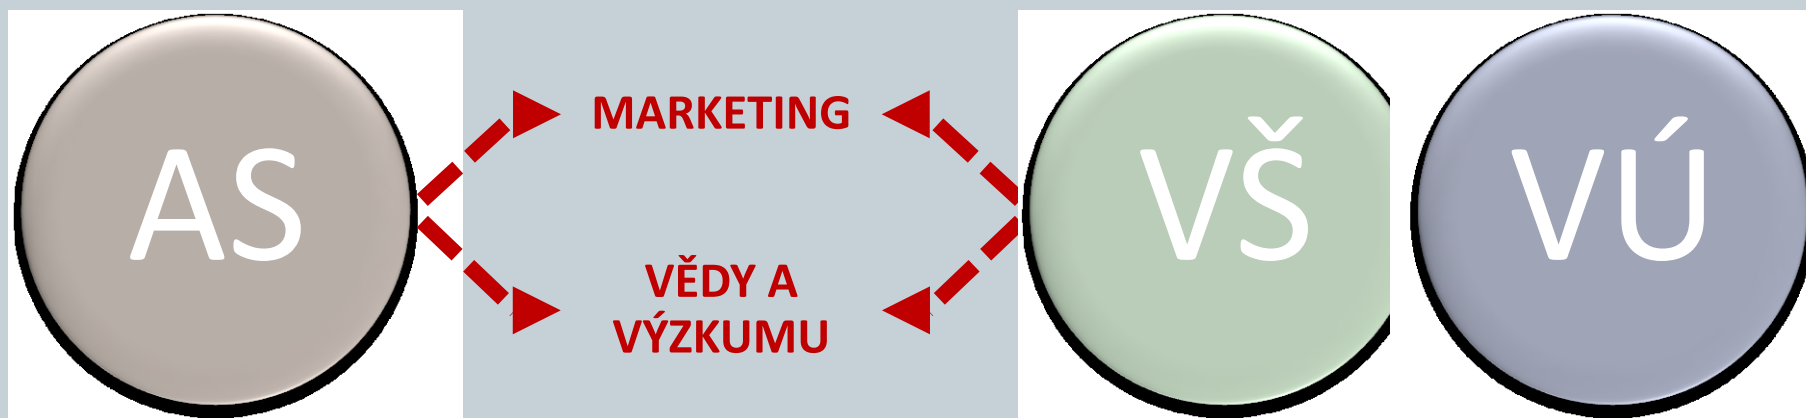 AS
MARKETING
VĚDY A
VÝZKUMU
VŠ
VÚ